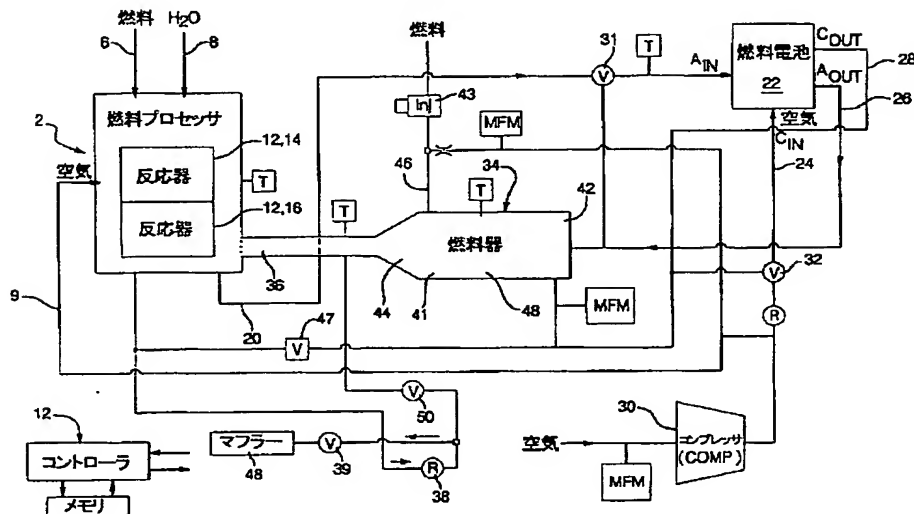 燃料 H₂O
6 8
燃料プロセッサ
2
空気
12,14
反応器
12,16
反応器
T
T
36
9
20
47
V
燃料
43
Inj
MFM
46
34
T
42
燃料器
44 41 48
MFM
31
V
T
A IN
燃料電池
22
C OUT
28
A OUT
26
空気
C IN
24
V
32
R
30
コンプレッサ
(COMP)
空気
MFM
V
50
マフラー
48
V
39
R
38
12
コントローラ
メモリ